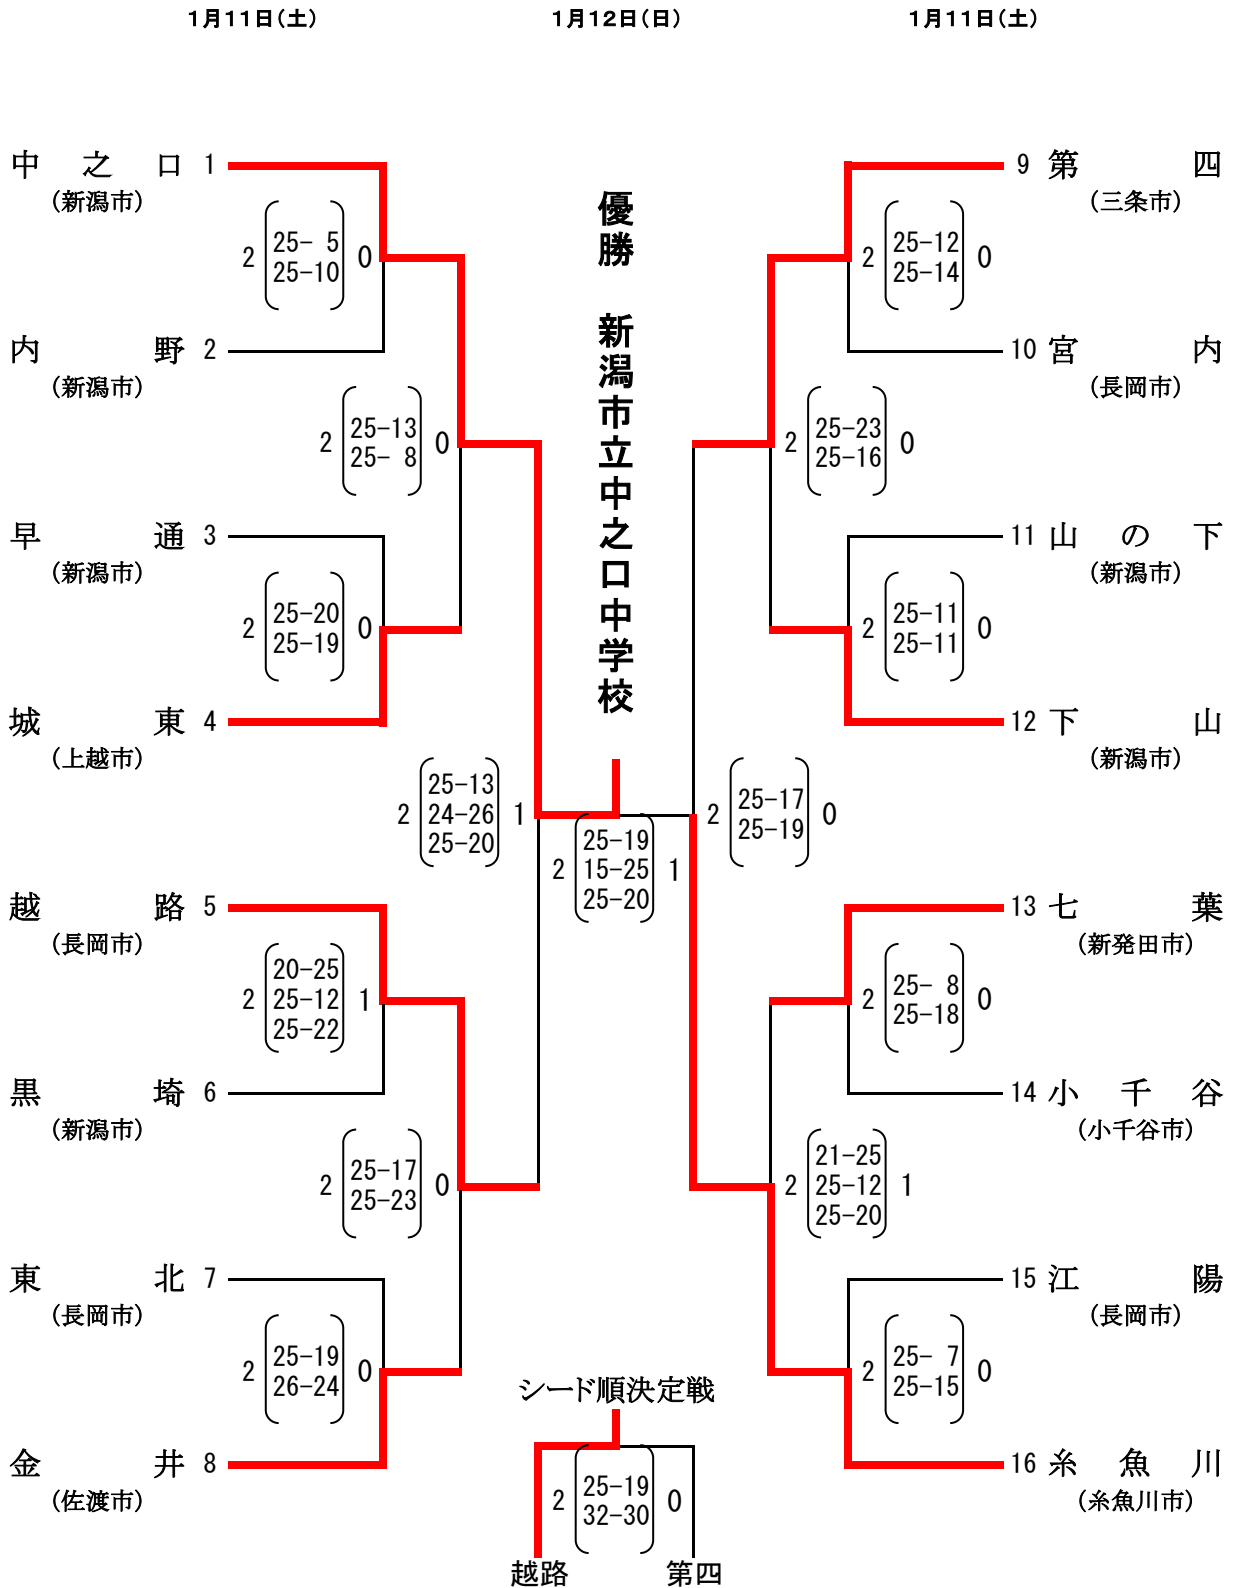 1月11日(土)
1月12日(日)
1月11日(土)
優勝 新潟市立中之口中学校
中之口 1
(新潟市)
2 25- 5 0
25-10
内野 2
(新潟市)
2 25-13 0
25- 8
早通 3
(新潟市)
2 25-20 0
25-19
城東 4
(上越市)
2 25-13 1
24-26
25-20
越路 5
(長岡市)
2 20-25 1
25-12
25-22
黒埼 6
(新潟市)
2 25-17 0
25-23
東北 7
(長岡市)
2 25-19 0
26-24
金井 8
(佐渡市)
2 25-19 1
15-25
25-20
9 第四
(三条市)
2 25-12 0
25-14
10 宮内
(長岡市)
2 25-23 0
25-16
11 山の下
(新潟市)
2 25-11 0
25-11
12 下山
(新潟市)
2 25-17 0
25-19
13 七葉
(新発田市)
2 25- 8 0
25-18
14 小千谷
(小千谷市)
2 21-25 1
25-12
25-20
15 江陽
(長岡市)
2 25- 7 0
25-15
16 糸魚川
(糸魚川市)
シード順決定戦
2 25-19 0
32-30
越路 第四